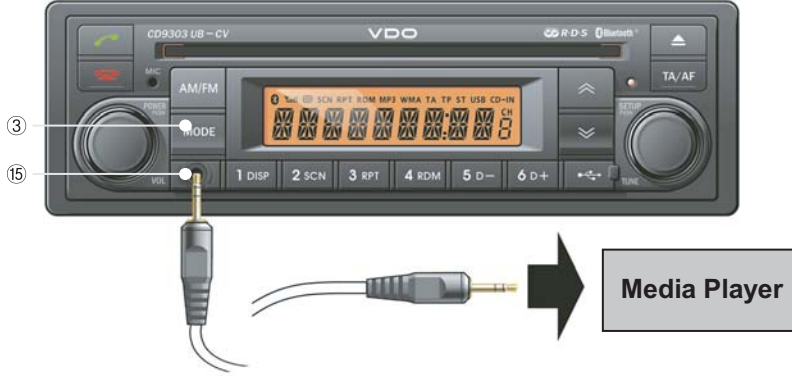 CD9303 UB – CV
VDO
R·D·S Bluetooth
MIC
TA/AF
AM/FM
SCN RPT RDM MP3 WMA TA TP ST USB CD-IN
CH
POWER
PUSH
SETUP
PUSH
③
MODE
⑮
VOL
1 DISP
2 SCN
3 RPT
4 RDM
5 D–
6 D+
TUNE
Media Player